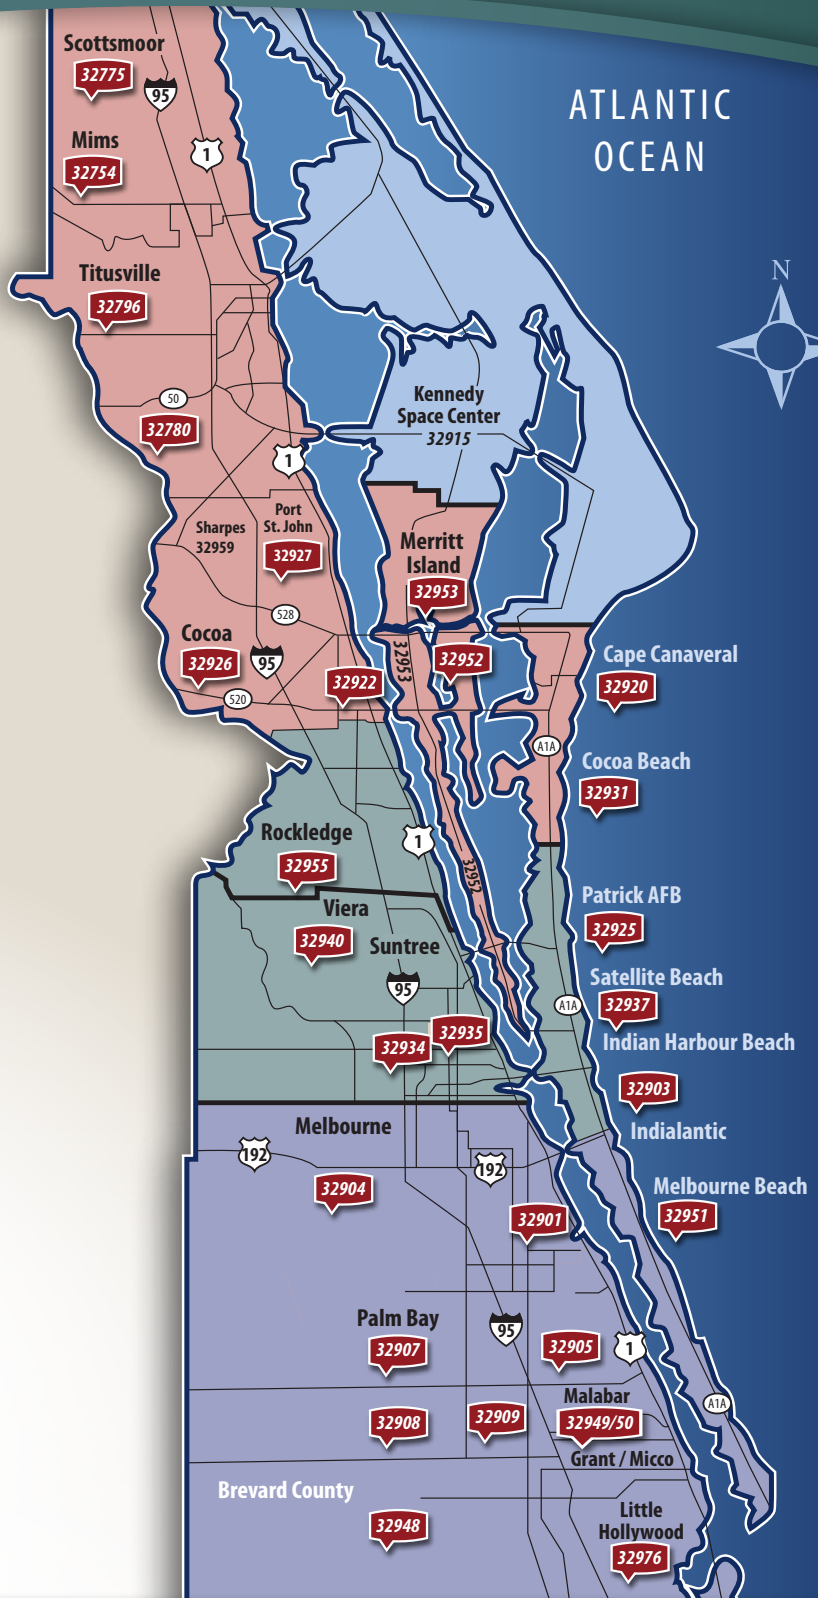 Scottsmoor
32775
95
ATLANTIC
OCEAN
1
Mims
32754
N
Titusville
32796
50
32780
Kennedy
Space Center
32915
1
Port
St. John
32927
Sharpes
32959
Merritt
Island
32953
528
Cocoa
32926
95
32953
32952
32922
520
Cape Canaveral
32920
A1A
Cocoa Beach
32931
Rockledge
32955
1
32952
Viera
32940
Suntree
Patrick AFB
32925
95
Satellite Beach
32937
A1A
32935
32934
Indian Harbour Beach
32903
Melbourne
Indialantic
192
192
32904
Melbourne Beach
32951
32901
Palm Bay
32907
95
32905
1
Malabar
32949/50
32908
32909
A1A
Grant / Micco
Brevard County
32948
Little
Hollywood
32976